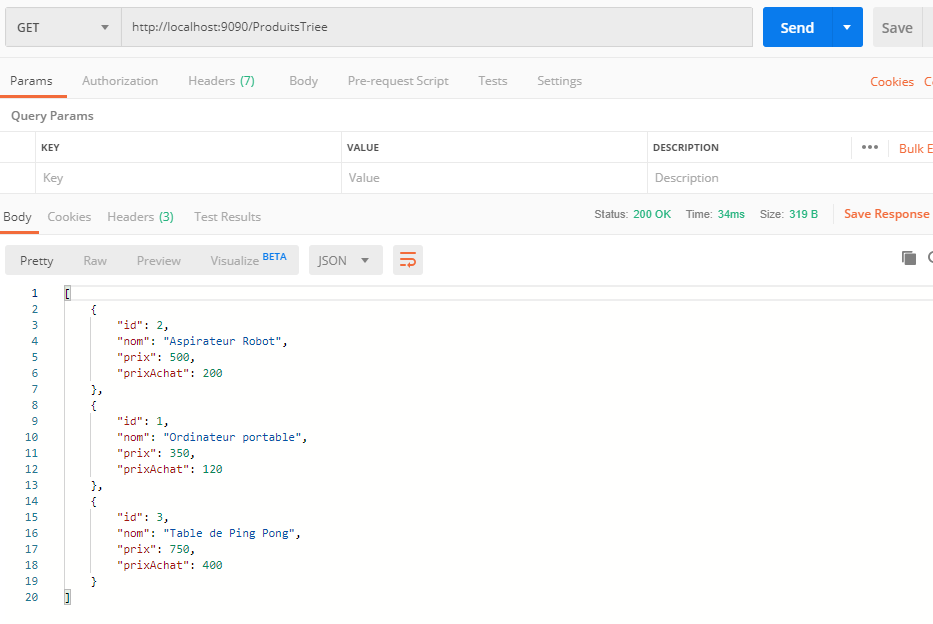 GET http://localhost:9090/ProduitsTriee Send Save
Params Authorization Headers (7) Body Pre-request Script Tests Settings Cookies
Query Params
KEY VALUE DESCRIPTION ••• Bulk E
Key Value Description
Body Cookies Headers (3) Test Results Status: 200 OK Time: 34ms Size: 319 B Save Response
Pretty Raw Preview Visualize BETA JSON
1 [
2 {
3 "id": 2,
4 "nom": "Aspirateur Robot",
5 "prix": 500,
6 "prixAchat": 200
7 },
8 {
9 "id": 1,
10 "nom": "Ordinateur portable",
11 "prix": 350,
12 "prixAchat": 120
13 },
14 {
15 "id": 3,
16 "nom": "Table de Ping Pong",
17 "prix": 750,
18 "prixAchat": 400
19 }
20 ]